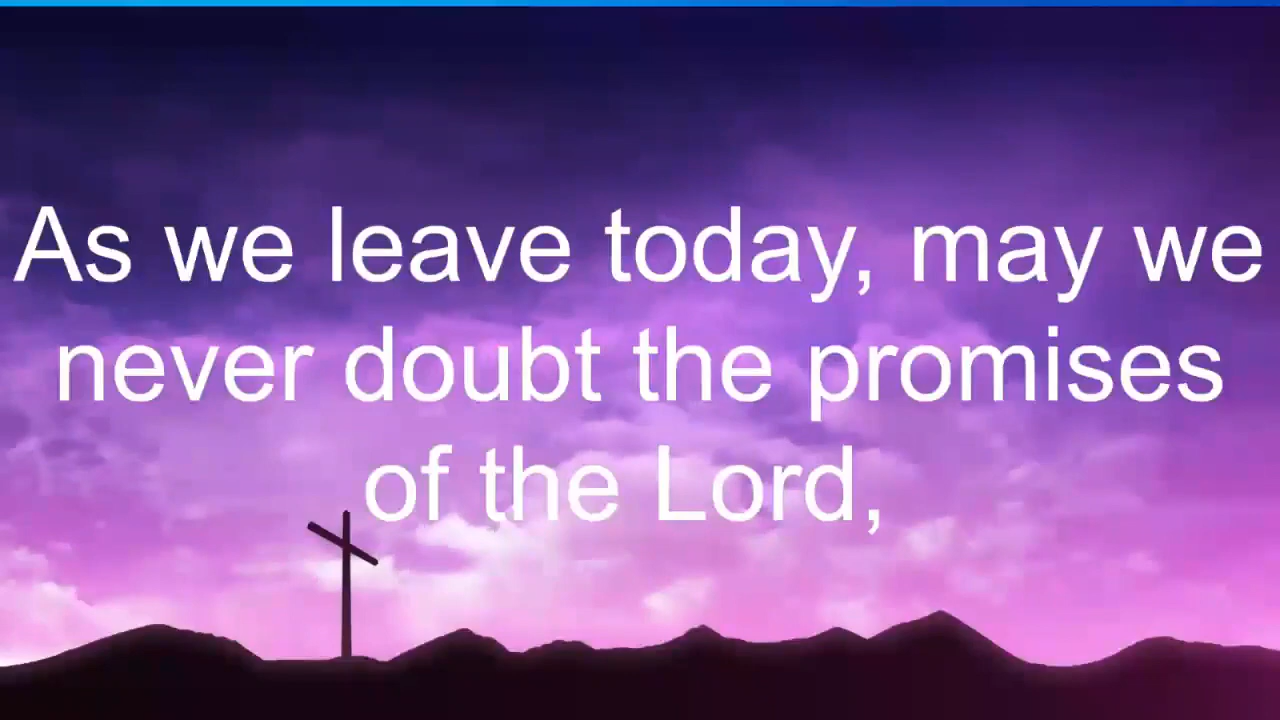 As we leave today, may we
never doubt the promises
of the Lord,